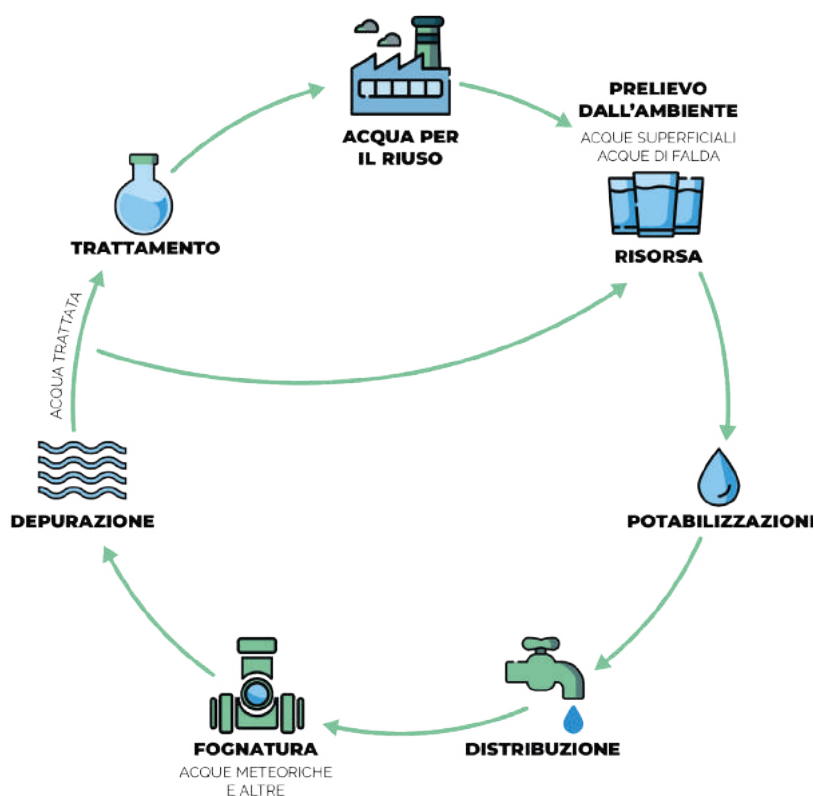 ACQUA PER
IL RIUSO
PRELIEVO
DALL'AMBIENTE
ACQUE SUPERFICIALI
ACQUE DI FALDA
RISORSA
POTABILIZZAZIONE
DISTRIBUZIONE
FOGNATURA
ACQUE METEORICHE
E ALTRE
DEPURAZIONE
ACQUA TRATTATA
TRATTAMENTO